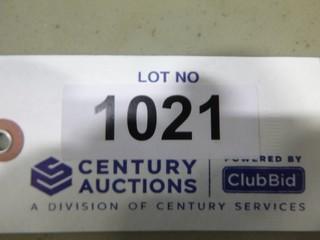 LOT NO
1021
CENTURY
AUCTIONS
POWERED BY
ClubBid
A DIVISION OF CENTURY SERVICES